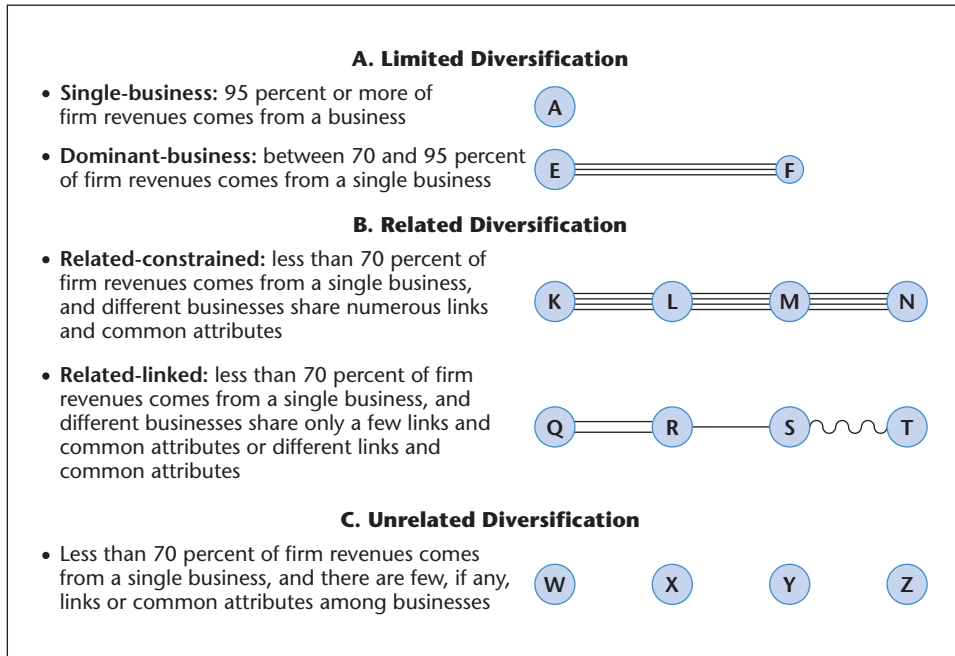 A. Limited Diversification
• Single-business: 95 percent or more of
firm revenues comes from a business
A
• Dominant-business: between 70 and 95 percent
of firm revenues comes from a single business
E F
B. Related Diversification
• Related-constrained: less than 70 percent of
firm revenues comes from a single business,
and different businesses share numerous links
and common attributes
K L M N
• Related-linked: less than 70 percent of firm
revenues comes from a single business, and
different businesses share only a few links and
common attributes or different links and
common attributes
Q R S T
C. Unrelated Diversification
• Less than 70 percent of firm revenues comes
from a single business, and there are few, if any,
links or common attributes among businesses
W X Y Z